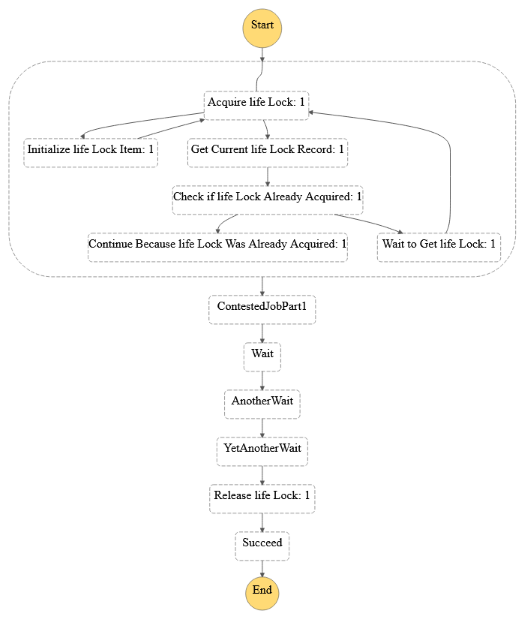 Start
Acquire life Lock: 1
Initialize life Lock Item: 1
Get Current life Lock Record: 1
Check if life Lock Already Acquired: 1
Continue Because life Lock Was Already Acquired: 1
Wait to Get life Lock: 1
ContestedJobPart1
Wait
AnotherWait
YetAnotherWait
Release life Lock: 1
Succeed
End